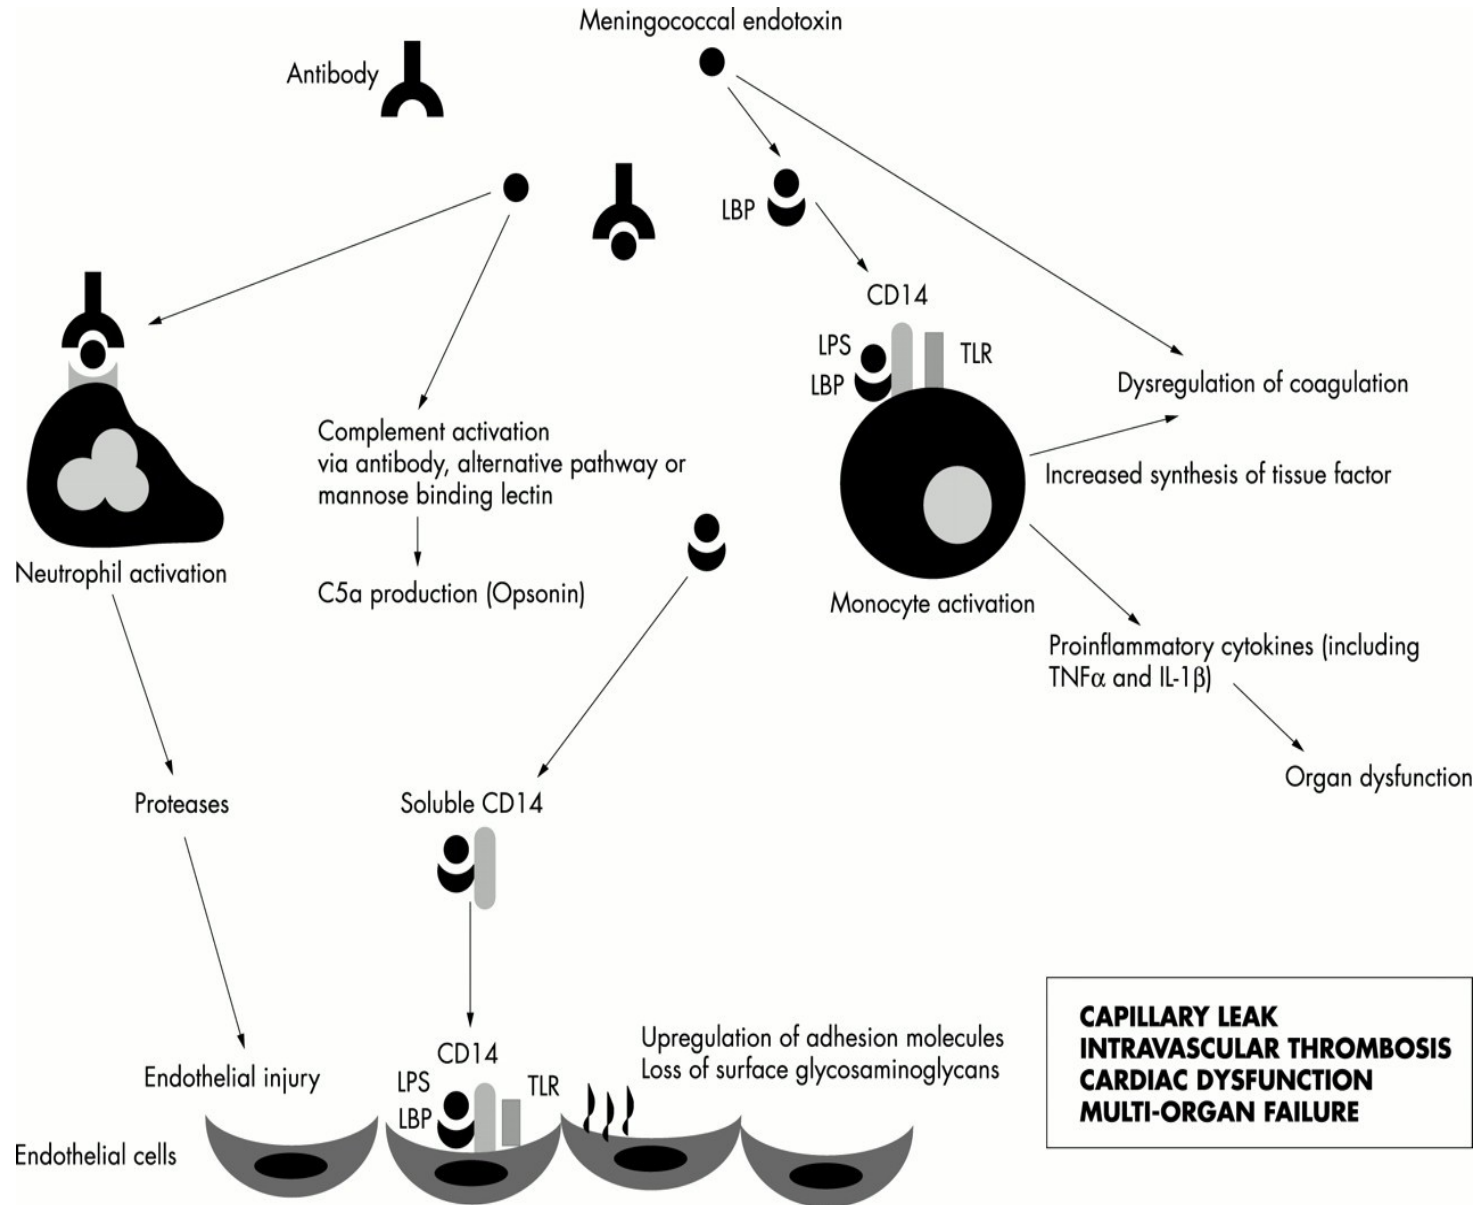 Meningococcal endotoxin
Antibody
LBP
CD14
LPS
TLR
LBP
Dysregulation of coagulation
Complement activation
via antibody, alternative pathway or
mannose binding lectin
Increased synthesis of tissue factor
Neutrophil activation
C5a production (Opsonin)
Monocyte activation
Proinflammatory cytokines (including
TNFα and IL-1β)
Organ dysfunction
Proteases
Soluble CD14
CAPILLARY LEAK
INTRAVASCULAR THROMBOSIS
CARDIAC DYSFUNCTION
MULTI-ORGAN FAILURE
Upregulation of adhesion molecules
Loss of surface glycosaminoglycans
CD14
Endothelial injury
LPS
TLR
LBP
Endothelial cells